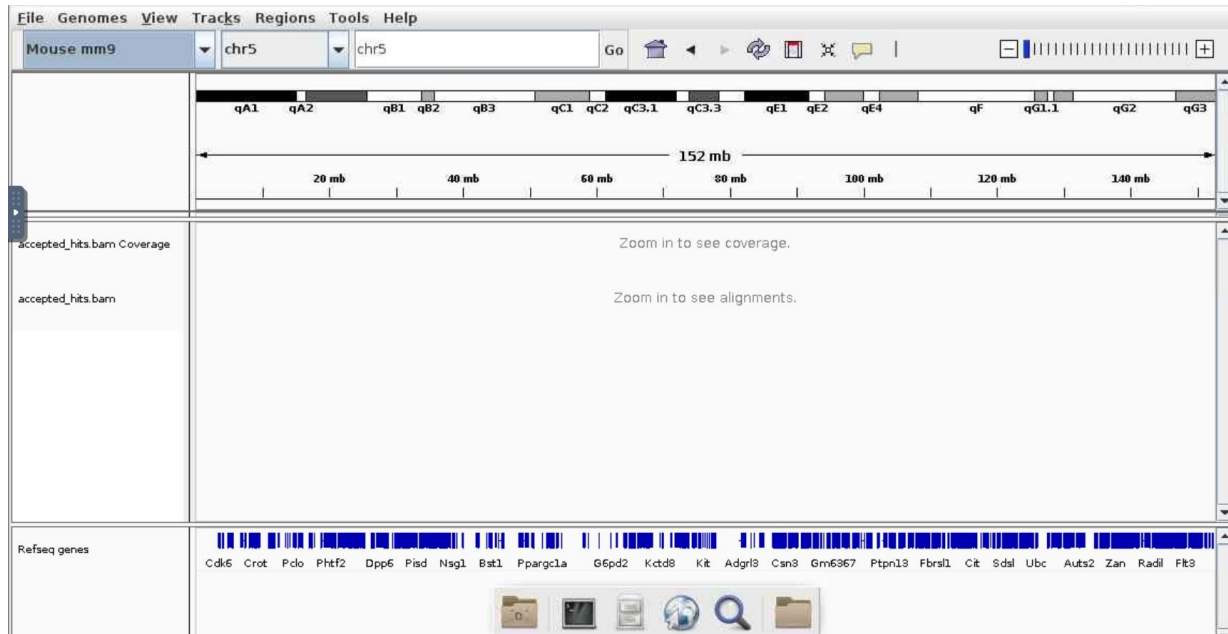 File Genomes View Tracks Regions Tools Help
Mouse mm9 chr5 chr5 Go
qA1 qA2 qB1 qB2 qB3 qC1 qC2 qC3.1 qC3.3 qE1 qE2 qE4 qF qG1.1 qG2 qG3
152 mb
20 mb 40 mb 60 mb 80 mb 100 mb 120 mb 140 mb
accepted_hits.bam Coverage Zoom in to see coverage.
accepted_hits.bam Zoom in to see alignments.
Refseq genes
Cdk6 Crot Pclo Phtf2 Dpp6 Pisd Nsg1 Bst1 Ppargc1a G6pd2 Kctd8 Kit Adgrl3 Csn3 Gm6367 Ptpn13 Fbrsl1 Cit Sdsl Ubc Auts2 Zan Radil Flt3